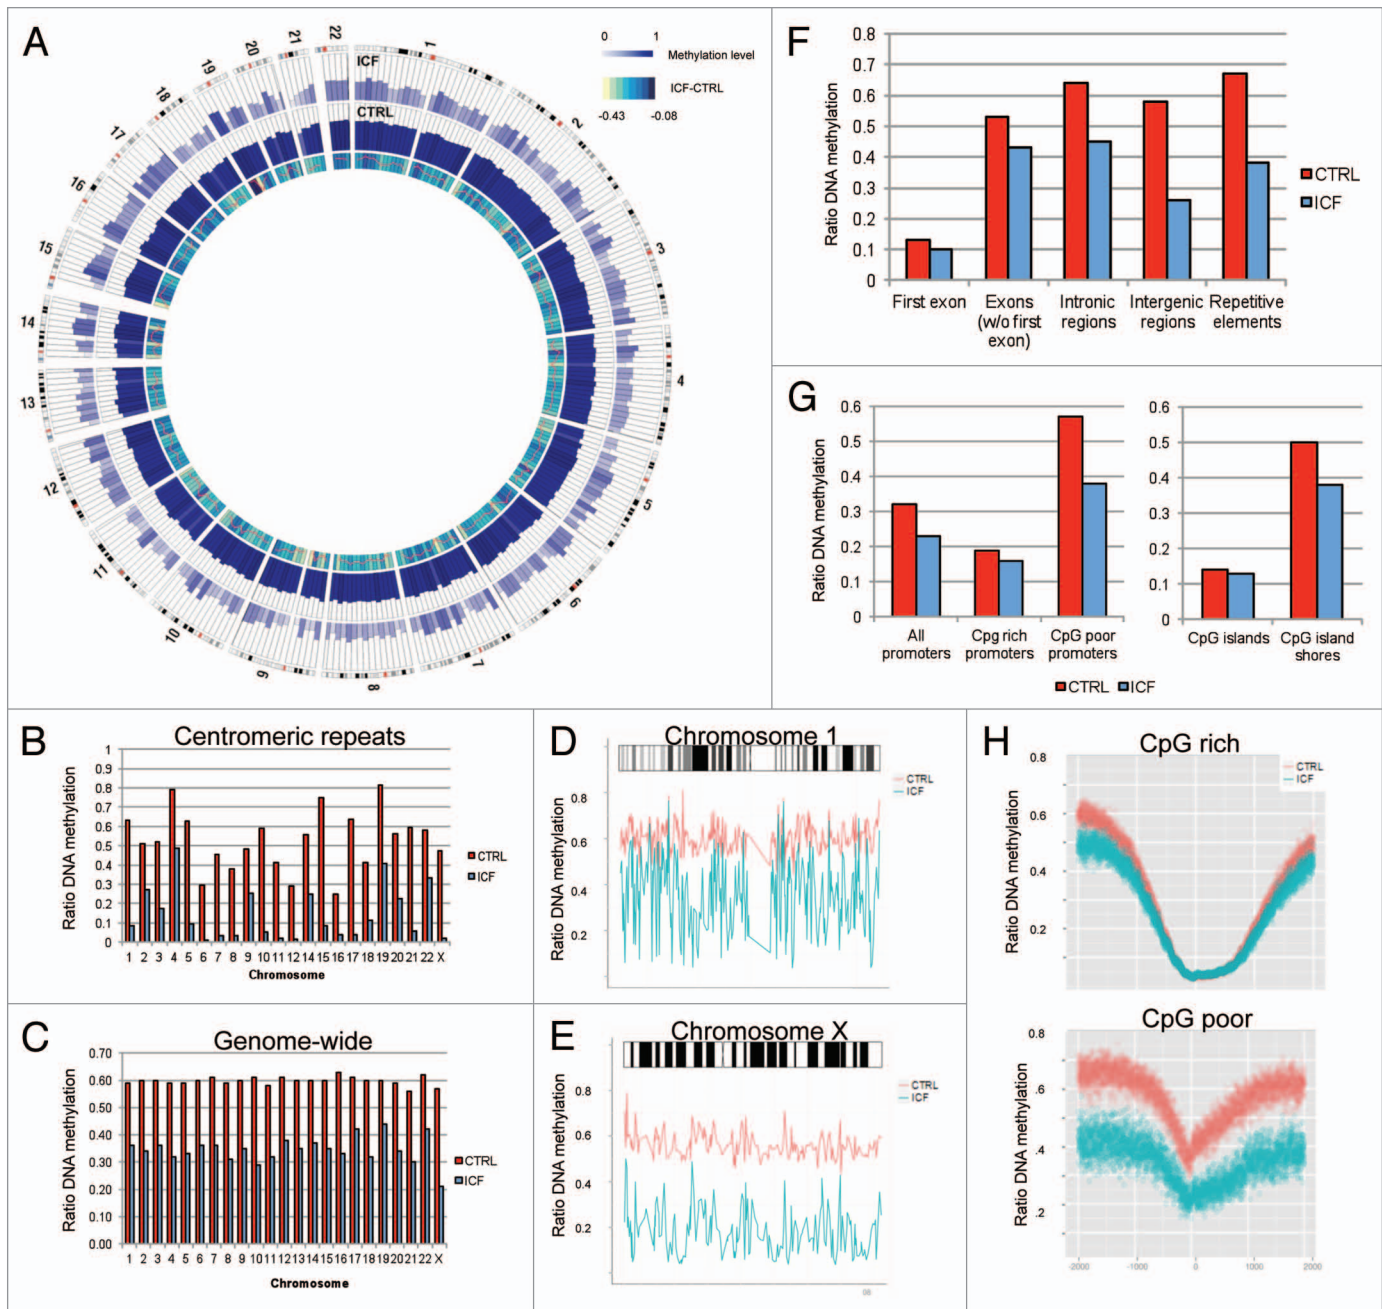 A
22
1
2
3
4
5
6
7
8
9
10
11
12
13
14
15
16
17
18
19
20
21
ICF
CTRL
0 1
Methylation level
ICF-CTRL
-0.43 -0.08
F
Ratio DNA methylation
0.8
0.7
0.6
0.5
0.4
0.3
0.2
0.1
0
First exon
Exons
(w/o first
exon)
Intronic
regions
Intergenic
regions
Repetitive
elements
CTRL
ICF
G
Ratio DNA methylation
0.6
0.5
0.4
0.3
0.2
0.1
0
All
promoters
Cpg rich
promoters
CpG poor
promoters
0.6
0.5
0.4
0.3
0.2
0.1
0
CpG islands
CpG island
shores
CTRL ICF
B
Centromeric repeats
Ratio DNA methylation
1
0.9
0.8
0.7
0.6
0.5
0.4
0.3
0.2
0.1
0
1 2 3 4 5 6 7 8 9 10 11 12 14 15 16 17 18 19 20 21 22 X
Chromosome
CTRL
ICF
C
Genome-wide
Ratio DNA methylation
0.70
0.60
0.50
0.40
0.30
0.20
0.10
0.00
1 2 3 4 5 6 7 8 9 10 11 12 13 14 15 16 17 18 19 20 21 22 X
Chromosome
CTRL
ICF
D
Chromosome 1
Ratio DNA methylation
0.8
0.6
0.4
0.2
CTRL
ICF
E
Chromosome X
Ratio DNA methylation
0.8
0.6
0.4
0.2
CTRL
ICF
H
CpG rich
Ratio DNA methylation
0.8
0.6
0.4
0.2
CTRL
ICF
CpG poor
Ratio DNA methylation
0.8
.6
.4
.2
-2000 -1000 0 1000 2000